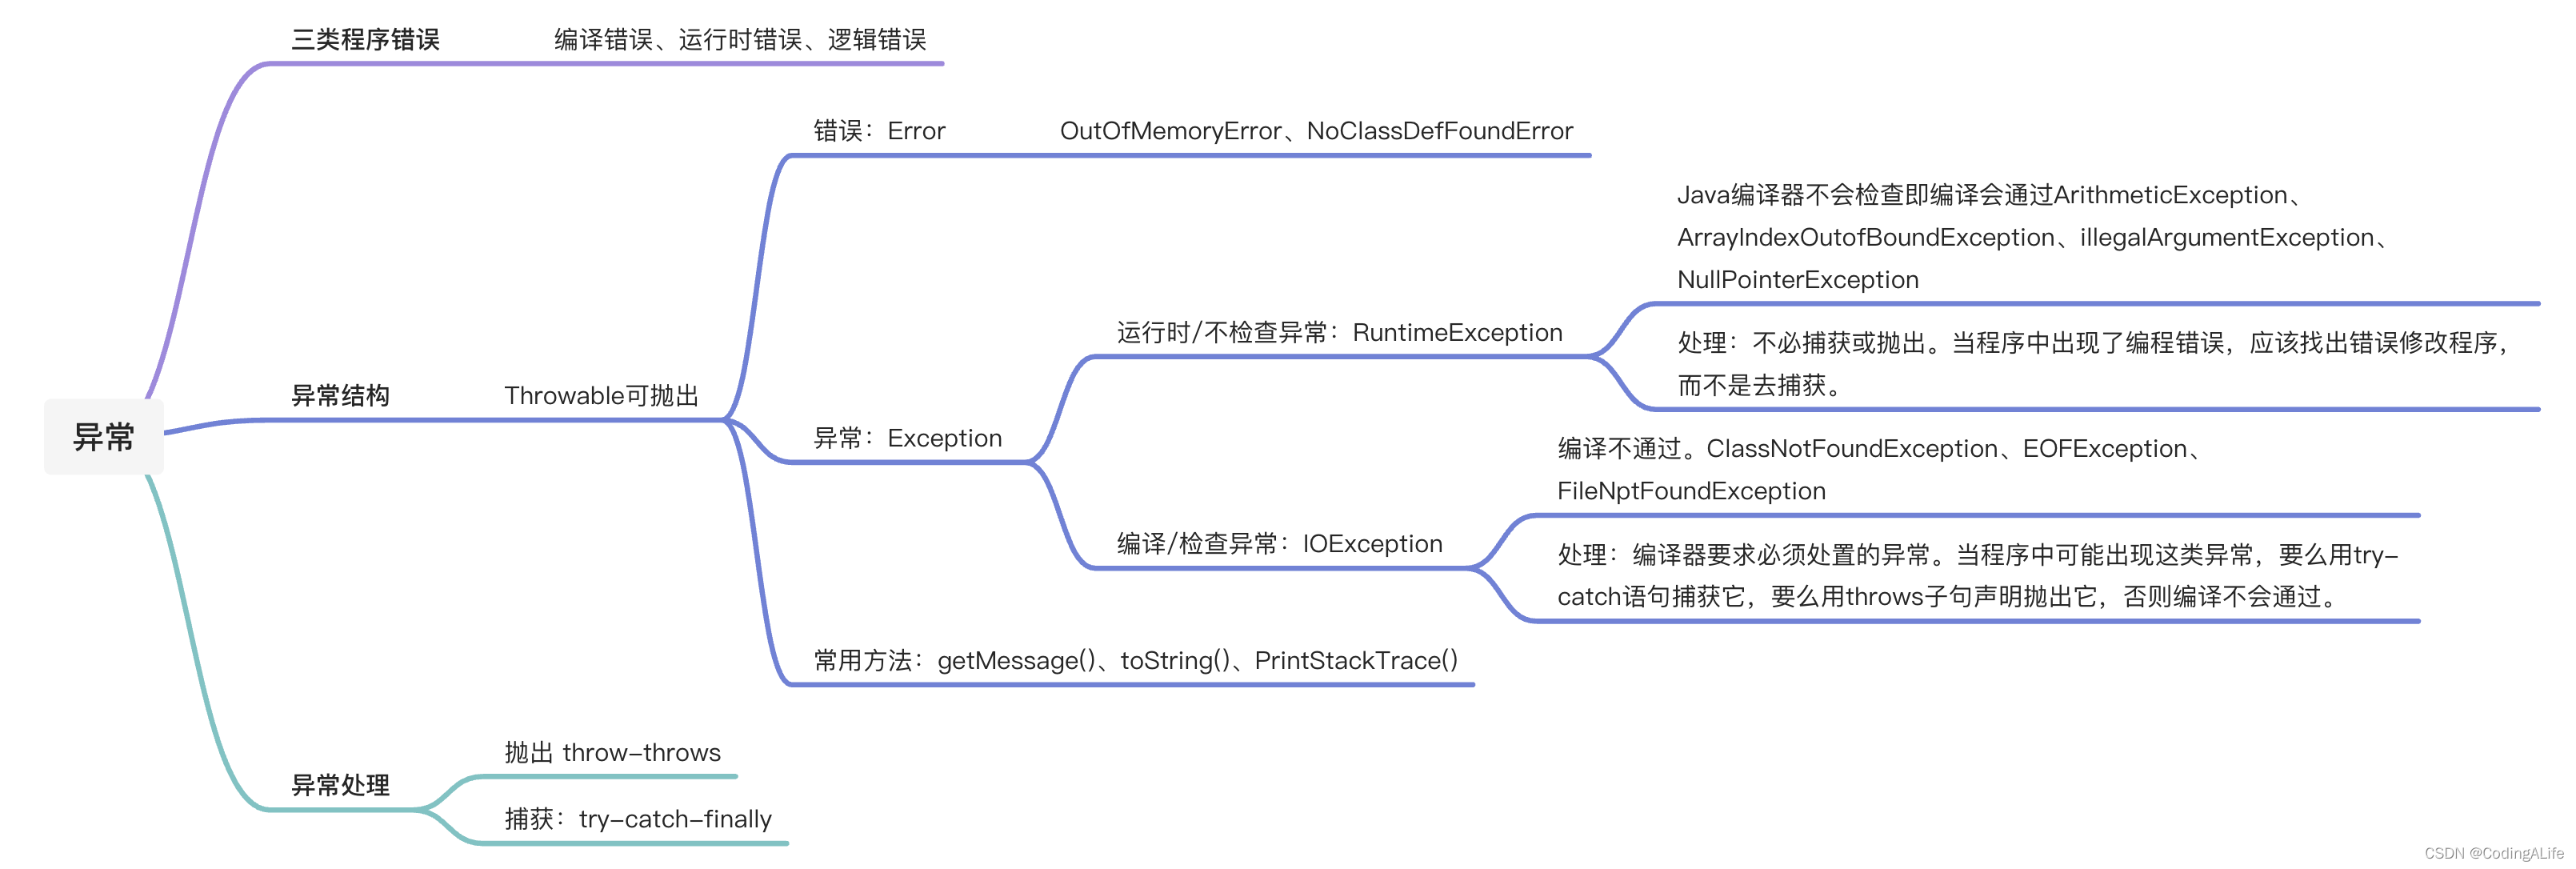 三类程序错误
编译错误、运行时错误、逻辑错误
错误：Error
OutOfMemoryError、NoClassDefFoundError
Java编译器不会检查即编译会通过ArithmeticException、
ArrayIndexOutofBoundException、illegalArgumentException、
NullPointerException
运行时/不检查异常：RuntimeException
处理：不必捕获或抛出。当程序中出现了编程错误，应该找出错误修改程序，
而不是去捕获。
异常
异常结构
Throwable可抛出
异常：Exception
编译不通过。ClassNotFoundException、EOFException、
FileNptFoundException
编译/检查异常：IOException
处理：编译器要求必须处置的异常。当程序中可能出现这类异常，要么用try-
catch语句捕获它，要么用throws子句声明抛出它，否则编译不会通过。
常用方法：getMessage()、toString()、PrintStackTrace()
异常处理
抛出 throw-throws
捕获：try-catch-finally
CSDN @CodingALife